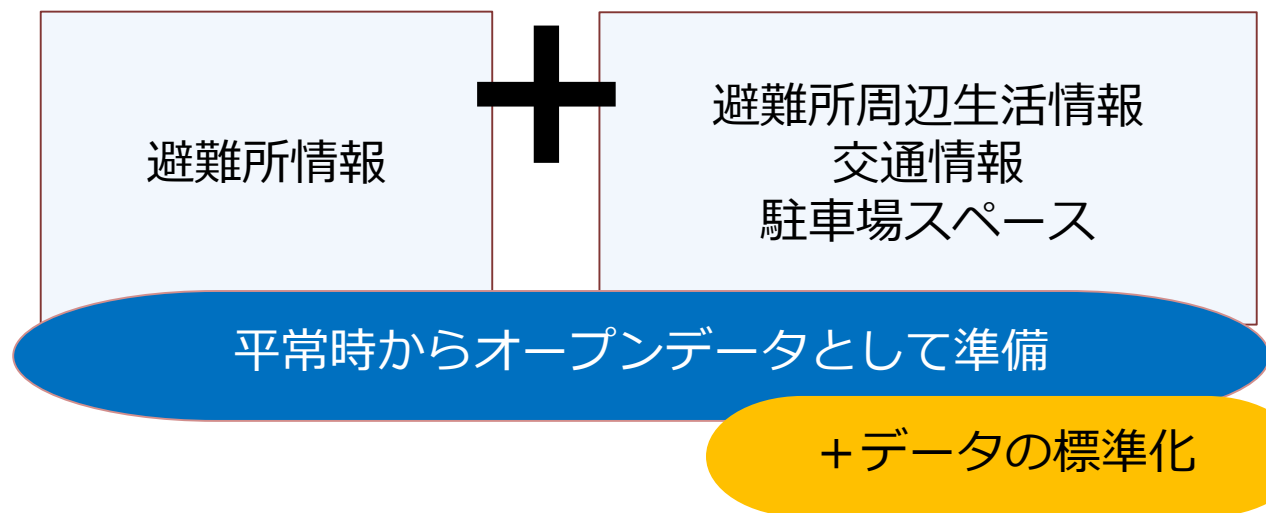 避難所情報
避難所周辺生活情報
交通情報
駐車場スペース
平常時からオープンデータとして準備
+データの標準化